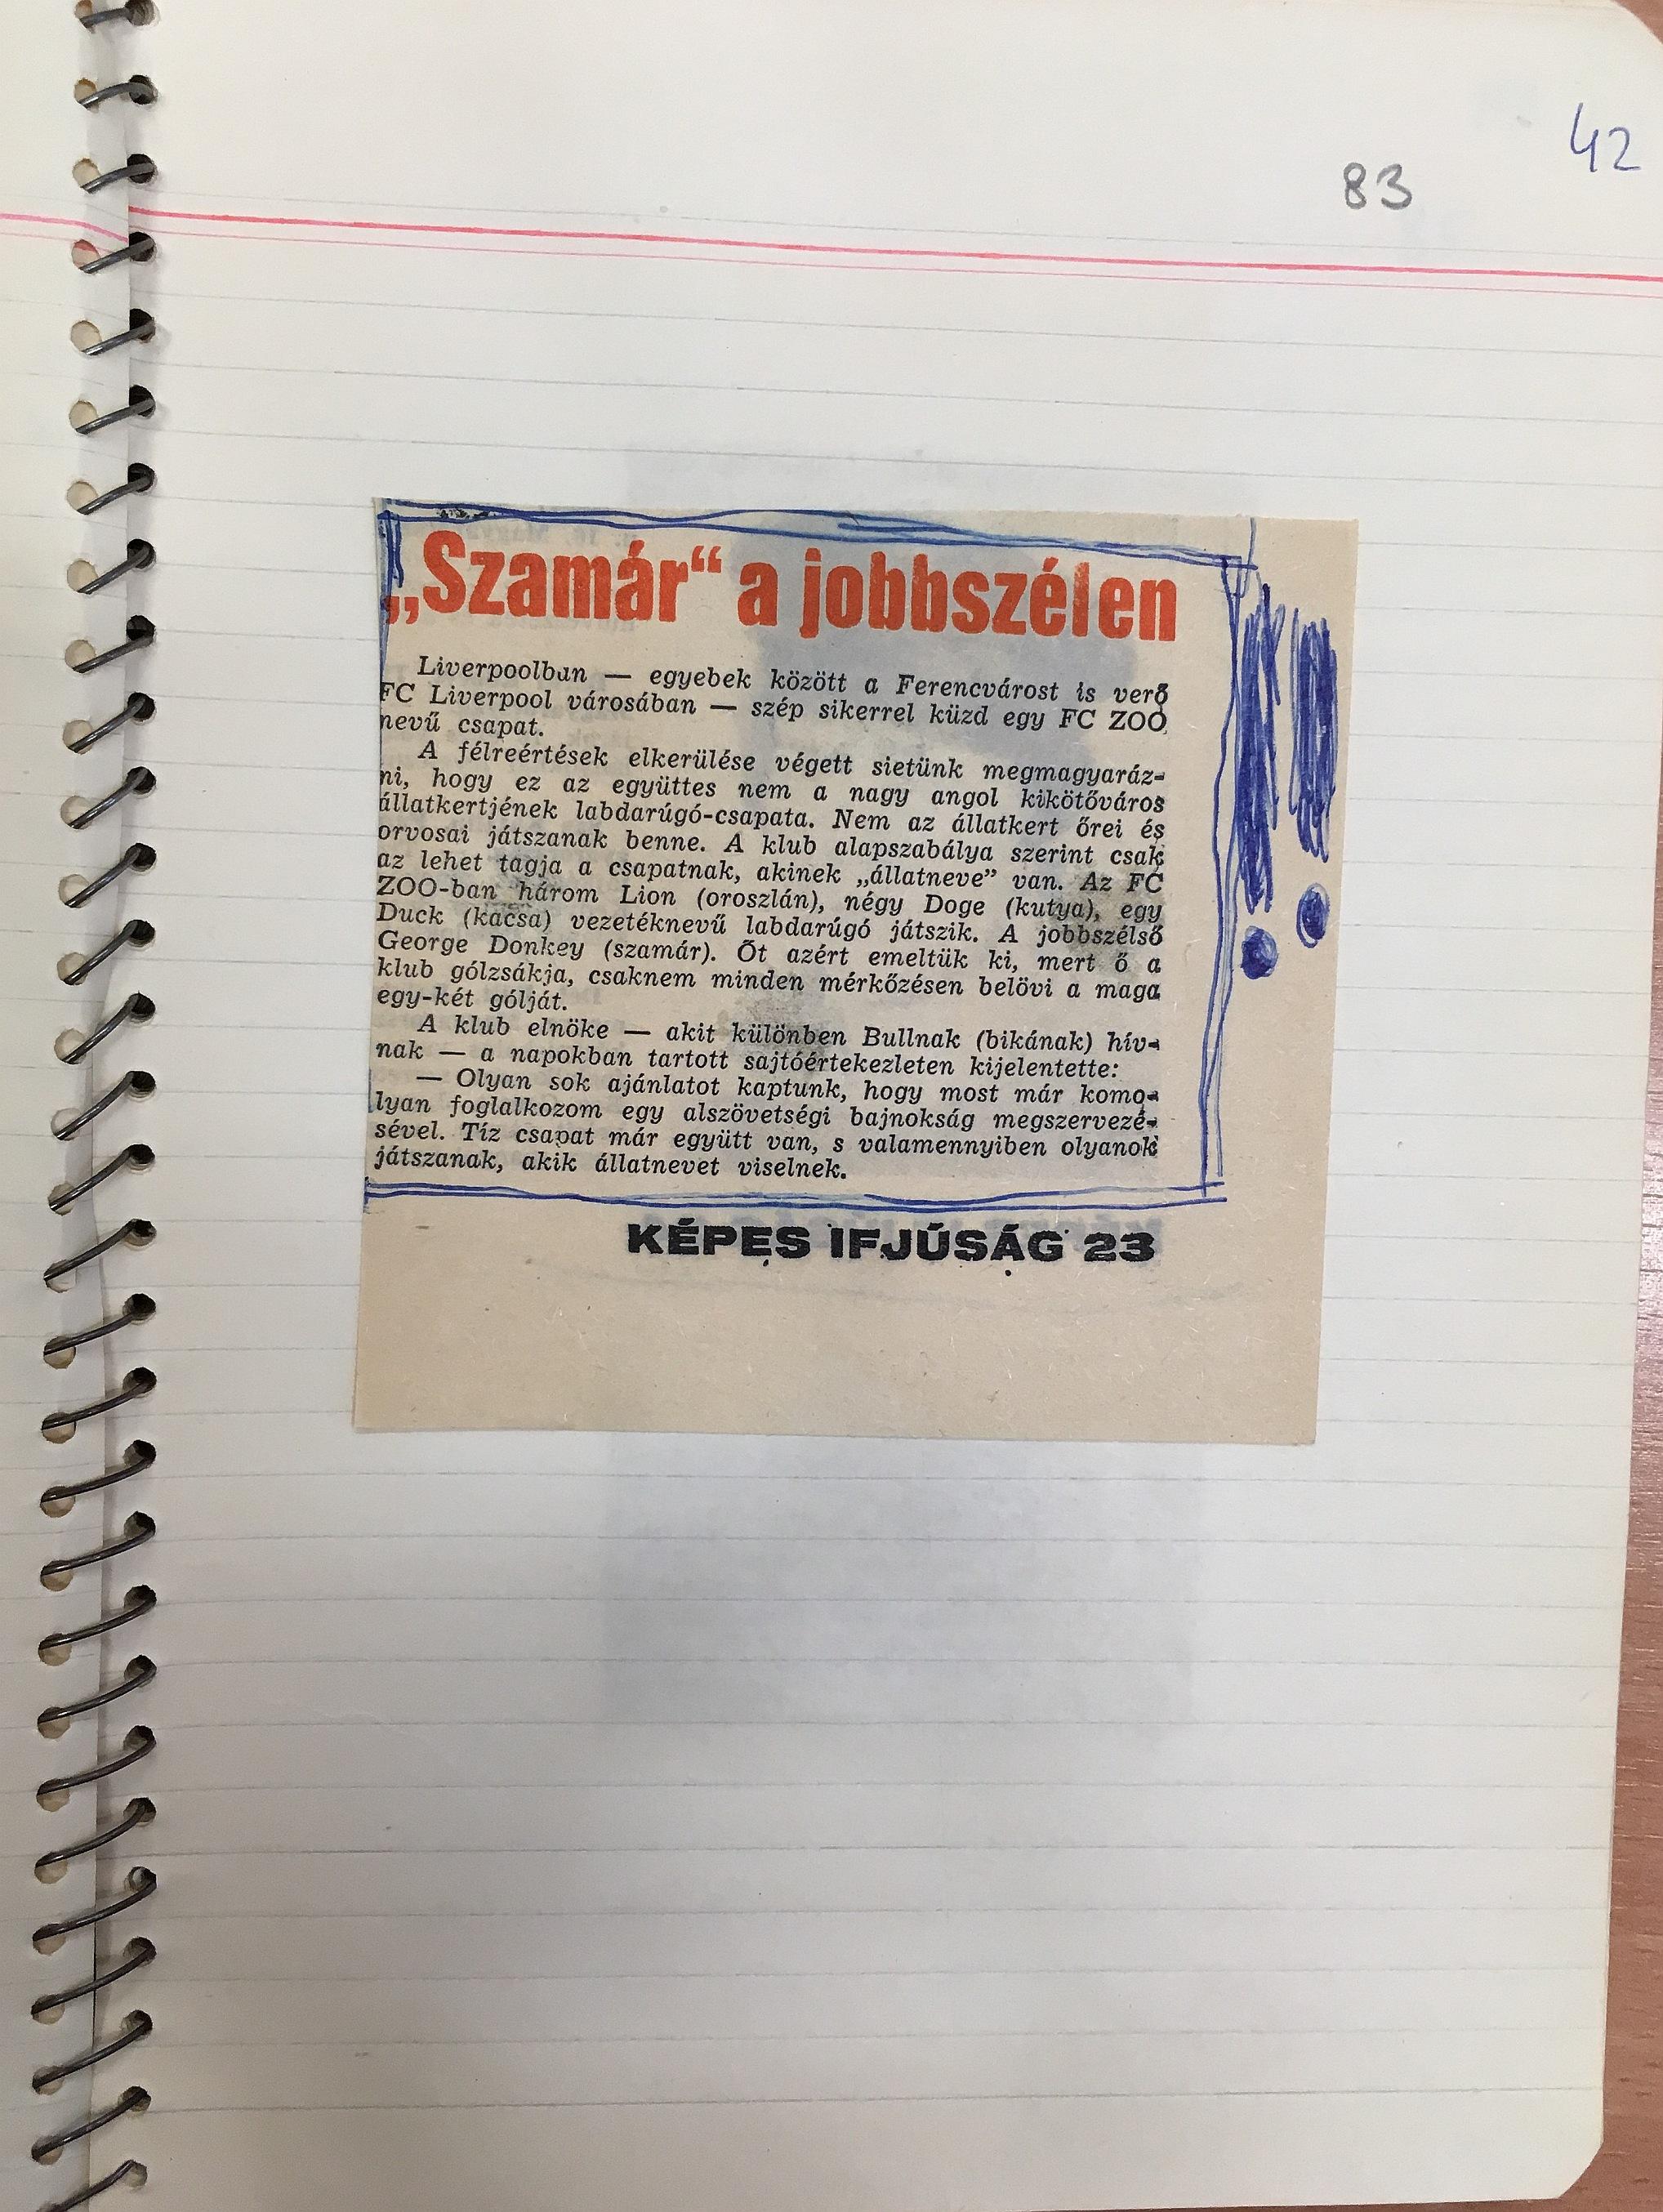 42
83
„Szamár“ a jobbszélen
Liverpoolban — egyebek között a Ferencvárost is verő
FC Liverpool városában — szép sikerrel küzd egy FC ZOO
nevű csapat.
A félreértések elkerülése végett sietünk megmagyaráz-
ni, hogy ez az együttes nem a nagy angol kikötőváros
állatkertjének labdarúgó-csapata. Nem az állatkert őrei és
orvosai játszanak benne. A klub alapszabálya szerint csak
az lehet tagja a csapatnak, akinek „állatneve” van. Az FC
ZOO-ban három Lion (oroszlán), négy Doge (kutya), egy
Duck (kacsa) vezetéknevű labdarúgó játszik. A jobbszélső
George Donkey (szamár). Őt azért emeltük ki, mert ő a
klub gólzsákja, csaknem minden mérkőzésen belövi a maga
egy-két gólját.
A klub elnöke — akit különben Bullnak (bikának) hív-
nak — a napokban tartott sajtóértekezleten kijelentette:
— Olyan sok ajánlatot kaptunk, hogy most már komo-
lyan foglalkozom egy alszövetségi bajnokság megszervezé-
sével. Tíz csapat már együtt van, s valamennyiben olyanok
játszanak, akik állatnevet viselnek.
KÉPES IFJÚSÁG 23